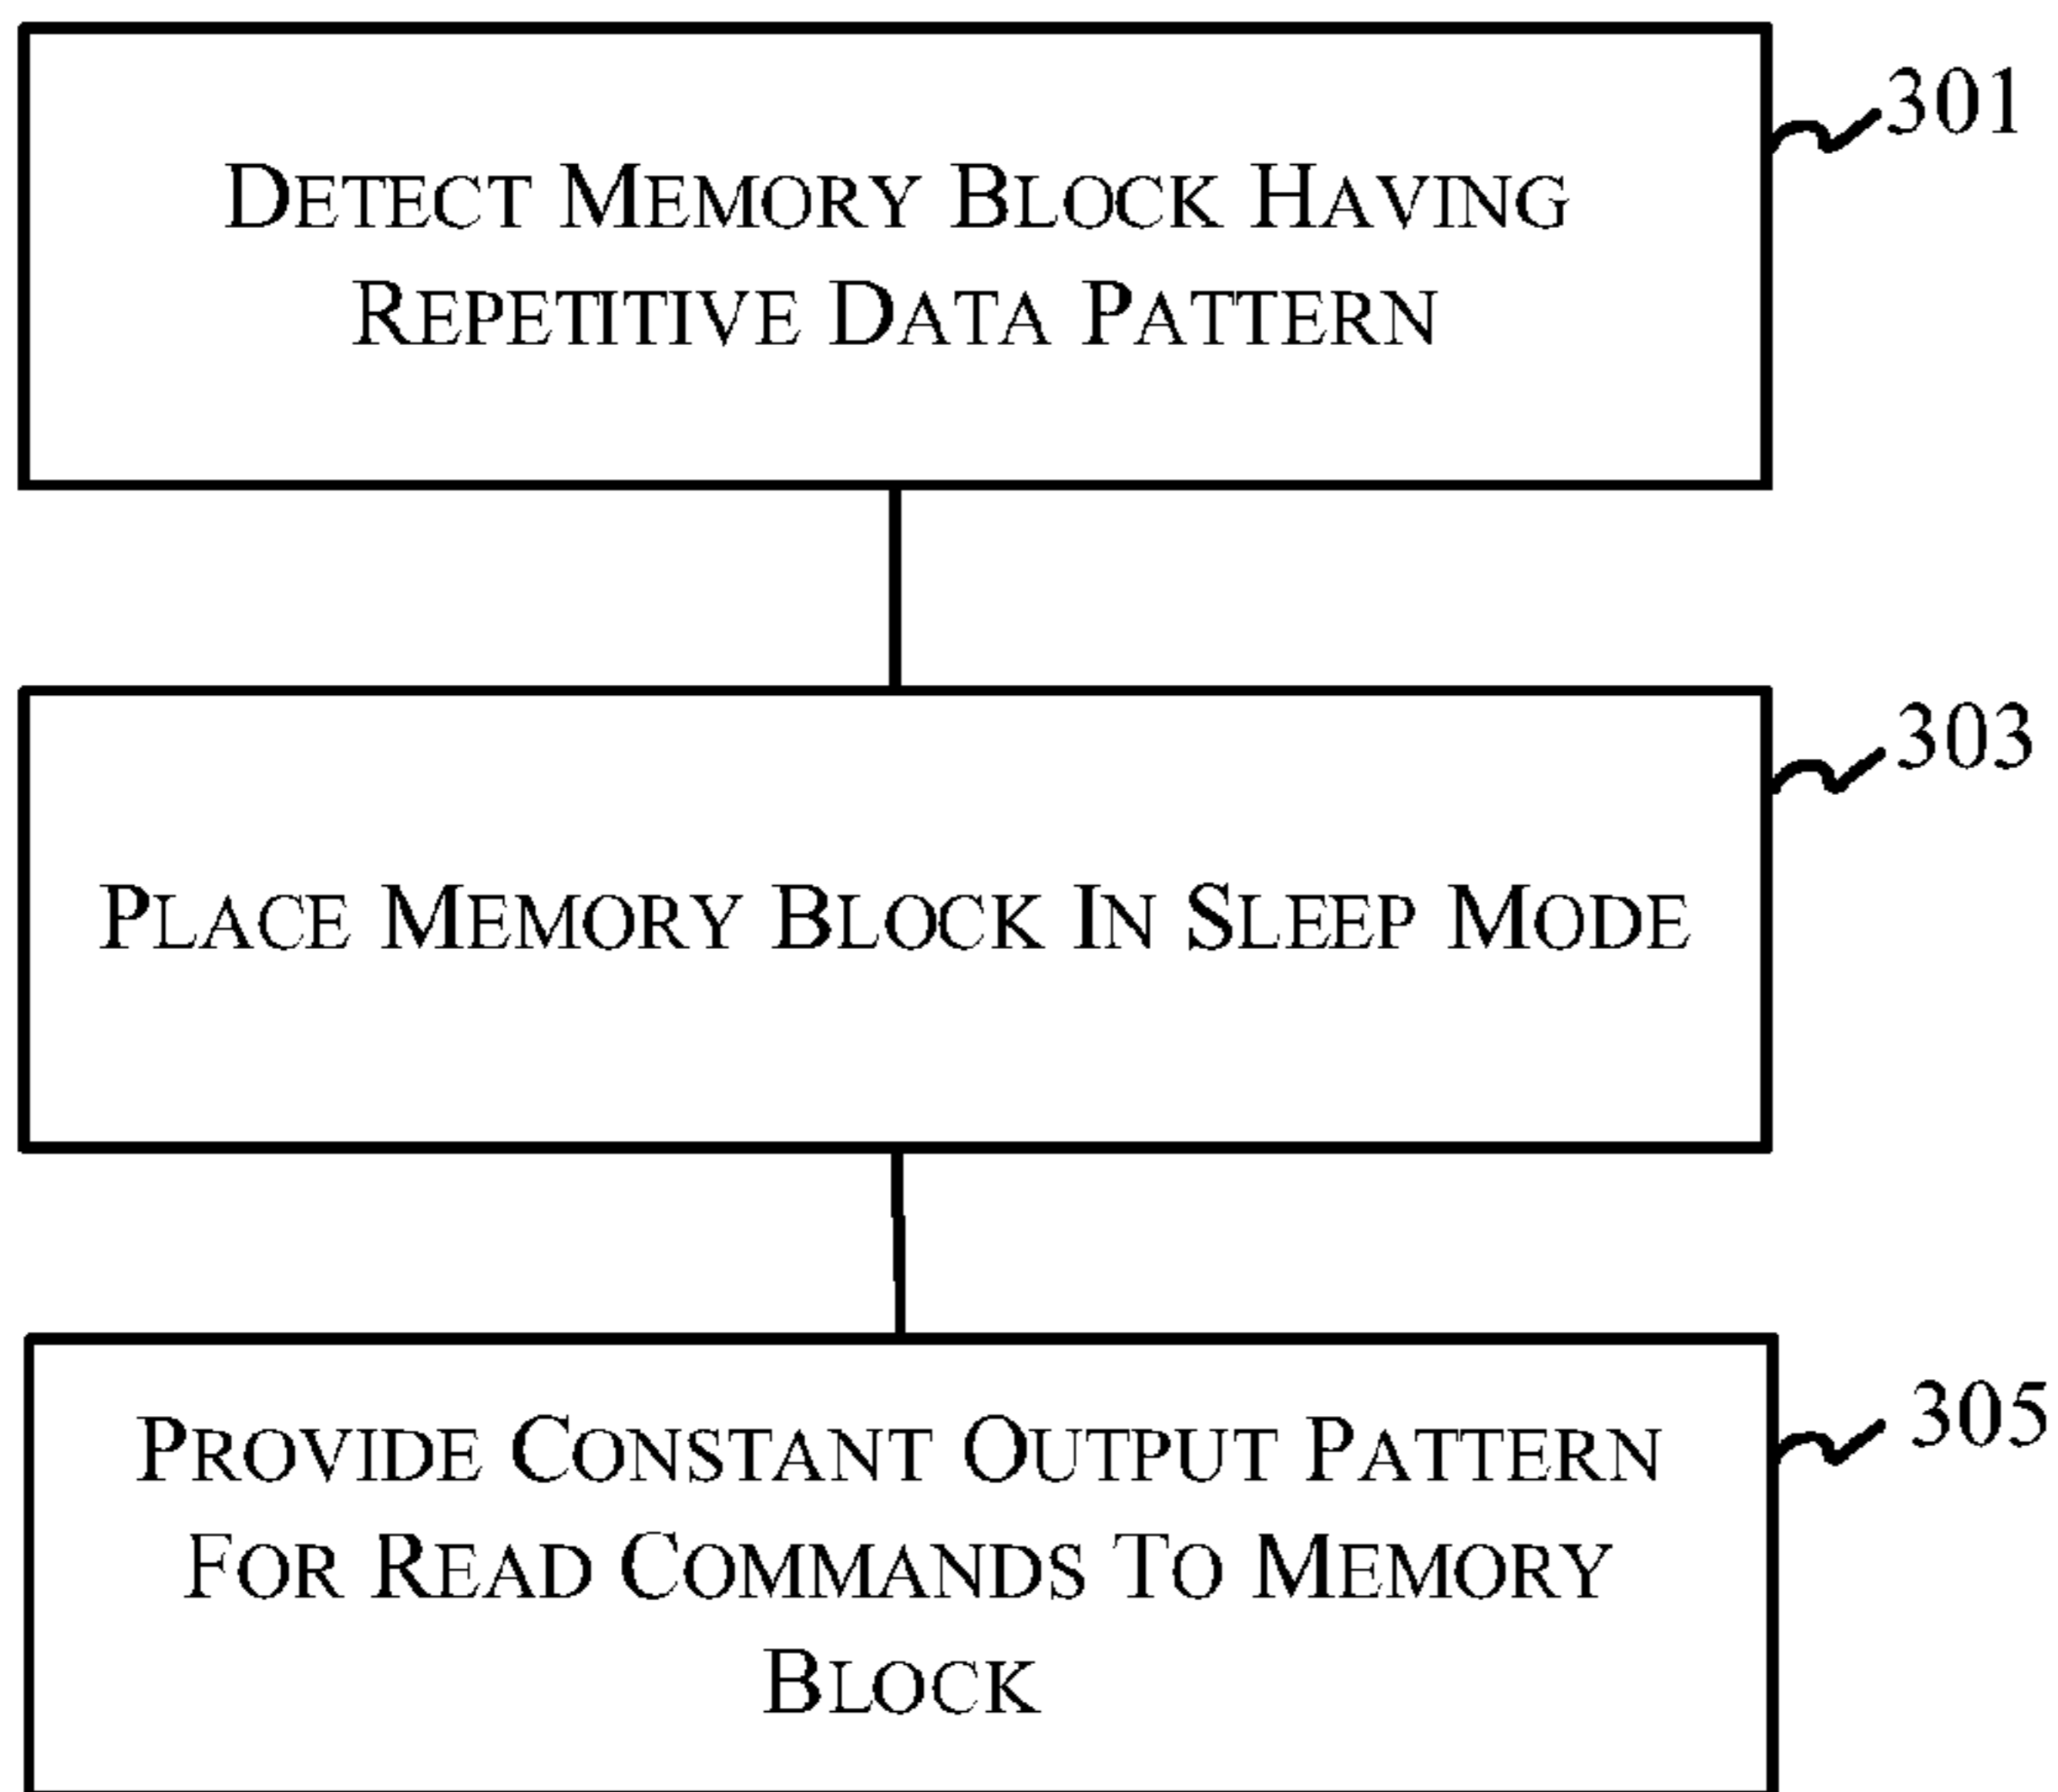 301
DETECT MEMORY BLOCK HAVING
REPETITIVE DATA PATTERN
303
PLACE MEMORY BLOCK IN SLEEP MODE
305
PROVIDE CONSTANT OUTPUT PATTERN
FOR READ COMMANDS TO MEMORY
BLOCK